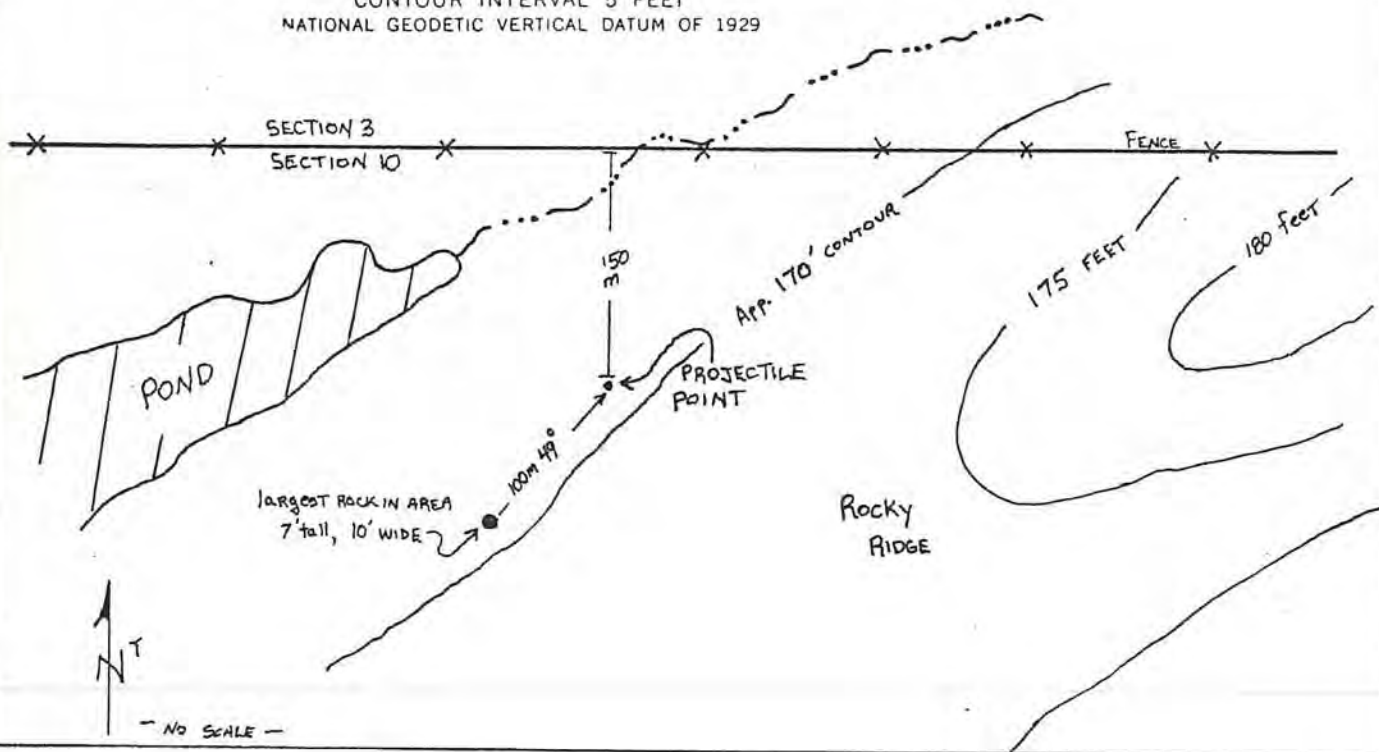 CONTOUR INTERVAL 5 FEET
NATIONAL GEODETIC VERTICAL DATUM OF 1929
SECTION 3
SECTION 10
FENCE
150
m
App. 170' CONTOUR
175 FEET
180 feet
POND
PROJECTILE
POINT
100m 49°
largest ROCK IN AREA
7' tall, 10' WIDE
Rocky
RIDGE
N T
- NO SCALE -